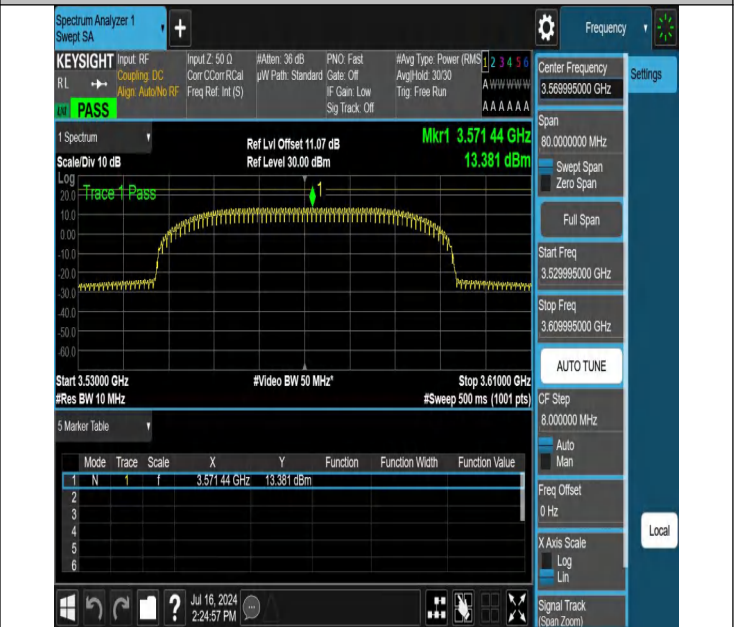 Spectrum Analyzer 1
Swept SA
+
Frequency
KEYSIGHT
RL
PASS
Input: RF
Coupling: DC
Align: Auto/No RF
Input Z: 50 Ω
Corr CCorr RCal
Freq Ref: Int (S)
#Atten: 36 dB
µW Path: Standard
PNO: Fast
Gate: Off
IF Gain: Low
Sig Track: Off
#Avg Type: Power (RMS
Avg|Hold: 30/30
Trig: Free Run
1 2 3 4 5 6
A W W W W W
A A A A A A
1 Spectrum
Scale/Div 10 dB
Ref Lvl Offset 11.07 dB
Ref Level 30.00 dBm
Mkr1 3.571 44 GHz
13.381 dBm
Log
Trace 1 Pass
1
20.0
10.0
0.00
-10.0
-20.0
-30.0
-40.0
-50.0
-60.0
Start 3.53000 GHz
#Video BW 50 MHz*
Stop 3.61000 GHz
#Res BW 10 MHz
#Sweep 500 ms (1001 pts)
5 Marker Table
Mode Trace Scale X Y Function Function Width Function Value
1 N 1 f 3.571 44 GHz 13.381 dBm
2
3
4
5
6
Center Frequency
3.569995000 GHz
Settings
Span
80.0000000 MHz
Swept Span
Zero Span
Full Span
Start Freq
3.529995000 GHz
Stop Freq
3.609995000 GHz
AUTO TUNE
CF Step
8.000000 MHz
Auto
Man
Freq Offset
0 Hz
Local
X Axis Scale
Log
Lin
Signal Track
(Span Zoom)
?
Jul 16, 2024
2:24:57 PM